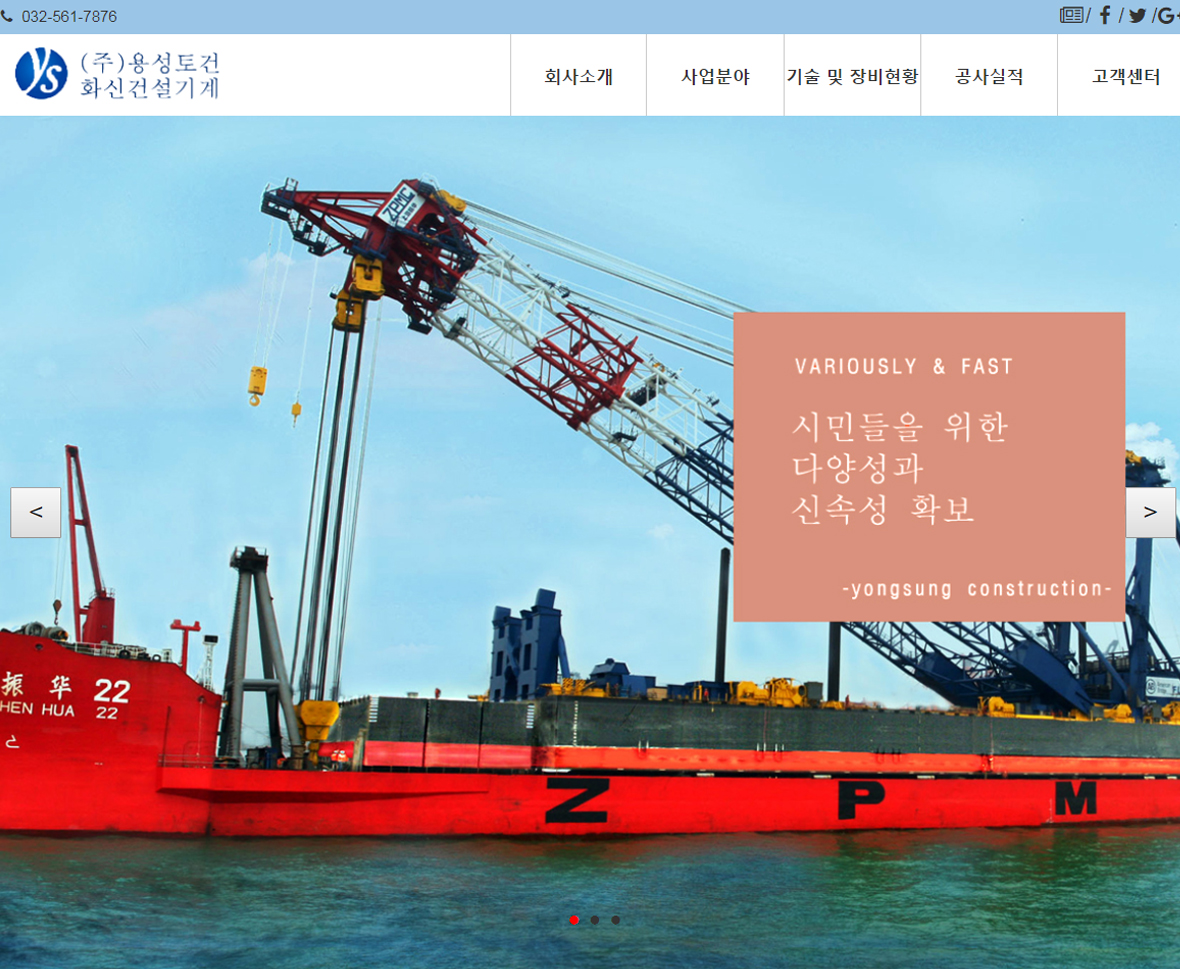 032-561-7876
/ / /
YS
(주)용성토건
화신건설기계
회사소개
사업분야
기술 및 장비현황
공사실적
고객센터
ZPMC
VARIOUSLY & FAST
시민들을 위한
다양성과
신속성 확보
-yongsung construction-
<
>
振 华 22
HEN HUA 22
Z P M